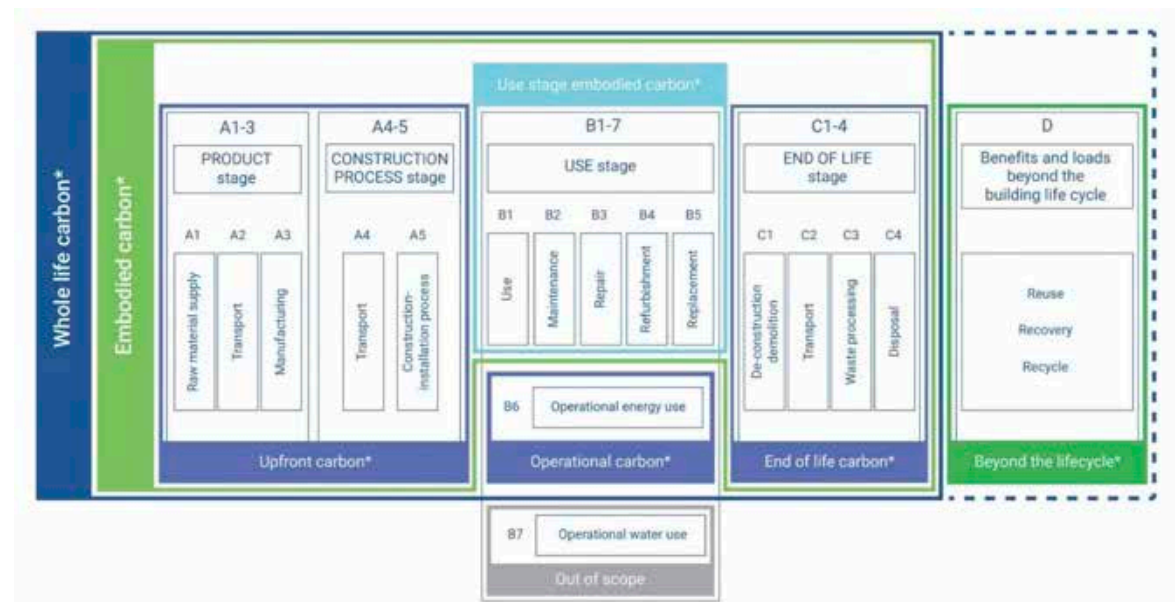 Whole life carbon*
Embodied carbon*
Use stage embodied carbon*
A1-3
PRODUCT
stage
A1 A2 A3
Raw material supply
Transport
Manufacturing
A4-5
CONSTRUCTION
PROCESS stage
A4 A5
Transport
Construction-
installation process
Upfront carbon*
B1-7
USE stage
B1 B2 B3 B4 B5
Use
Maintenance
Repair
Refurbishment
Replacement
B6 Operational energy use
Operational carbon*
B7 Operational water use
Out of scope
C1-4
END OF LIFE
stage
C1 C2 C3 C4
De-construction
demolition
Transport
Waste processing
Disposal
End of life carbon*
D
Benefits and loads
beyond the
building life cycle
Reuse
Recovery
Recycle
Beyond the lifecycle*